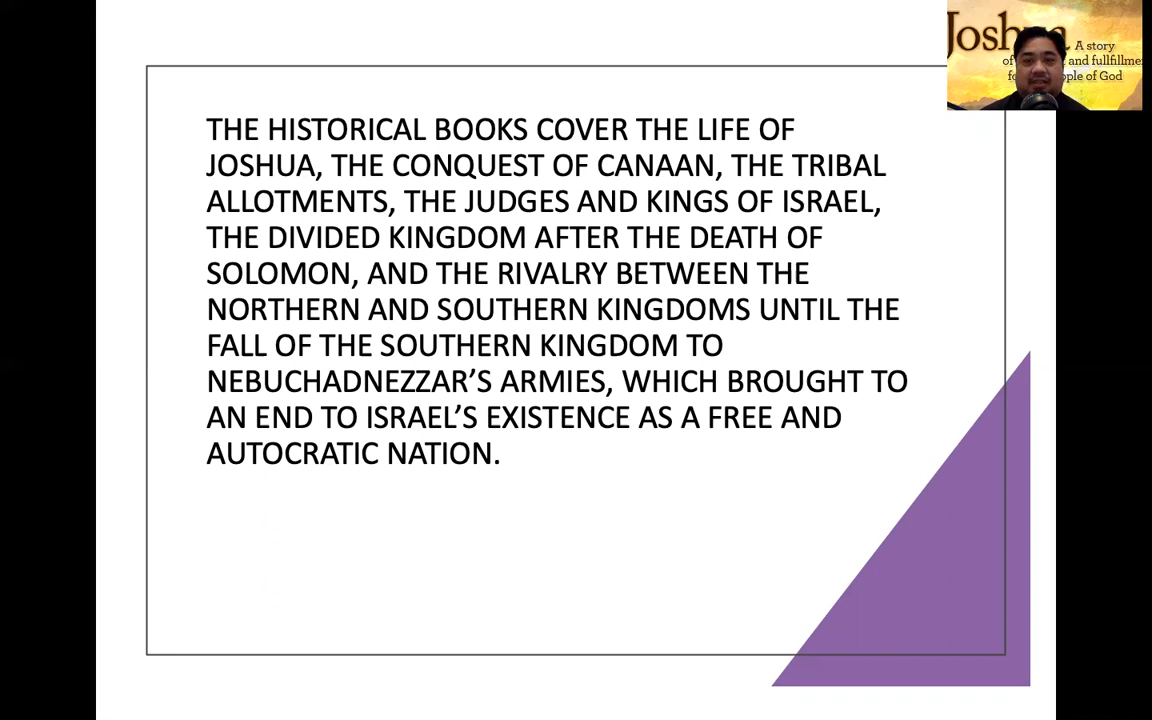 THE HISTORICAL BOOKS COVER THE LIFE OF
JOSHUA, THE CONQUEST OF CANAAN, THE TRIBAL
ALLOTMENTS, THE JUDGES AND KINGS OF ISRAEL,
THE DIVIDED KINGDOM AFTER THE DEATH OF
SOLOMON, AND THE RIVALRY BETWEEN THE
NORTHERN AND SOUTHERN KINGDOMS UNTIL THE
FALL OF THE SOUTHERN KINGDOM TO
NEBUCHADNEZZAR’S ARMIES, WHICH BROUGHT TO
AN END TO ISRAEL’S EXISTENCE AS A FREE AND
AUTOCRATIC NATION.
A story
of and
of God